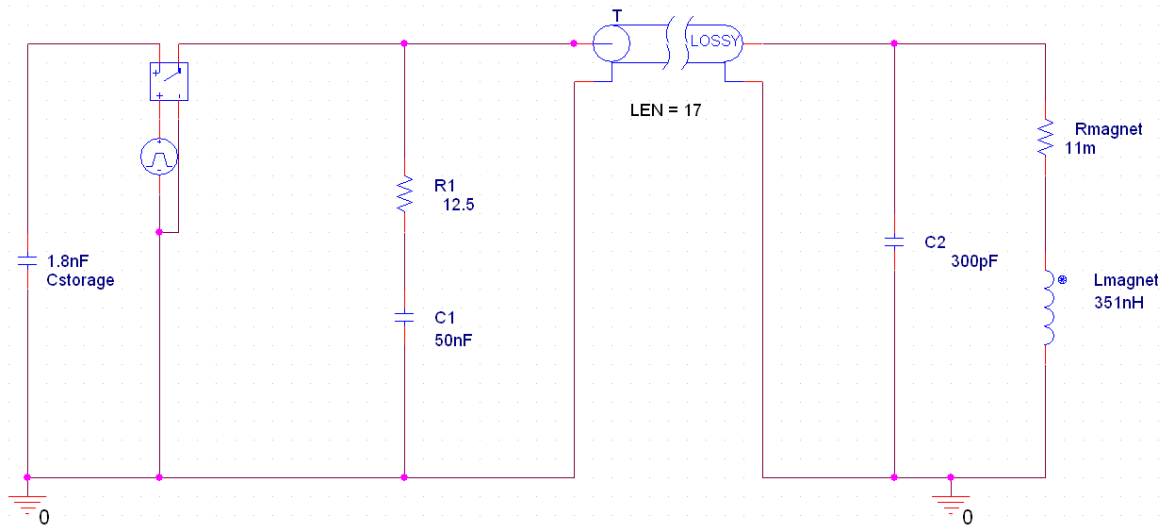 T
LOSSY
LEN = 17
Rmagnet
11m
R1
12.5
C2
300pF
1.8nF
Cstorage
Lmagnet
351nH
C1
50nF
0
0